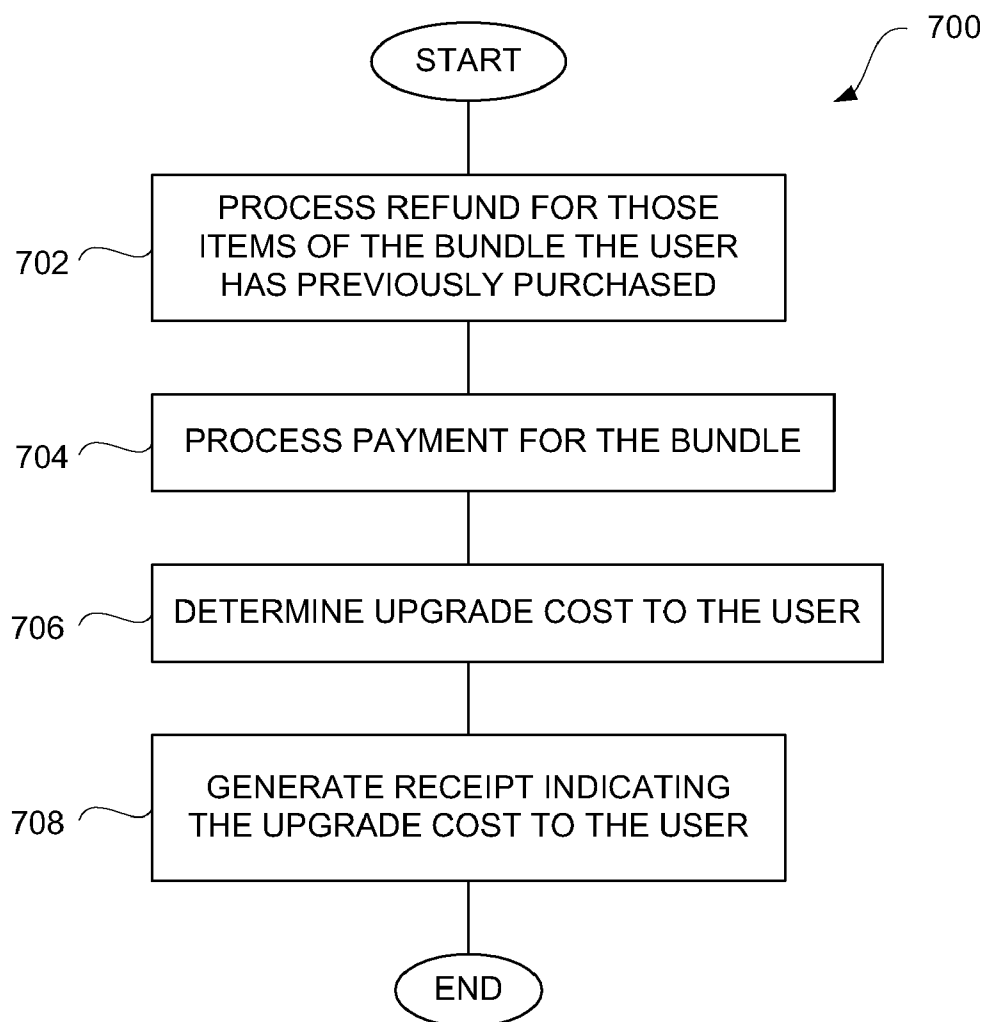 700
START
PROCESS REFUND FOR THOSE
ITEMS OF THE BUNDLE THE USER
HAS PREVIOUSLY PURCHASED
702
PROCESS PAYMENT FOR THE BUNDLE
704
DETERMINE UPGRADE COST TO THE USER
706
GENERATE RECEIPT INDICATING
THE UPGRADE COST TO THE USER
708
END